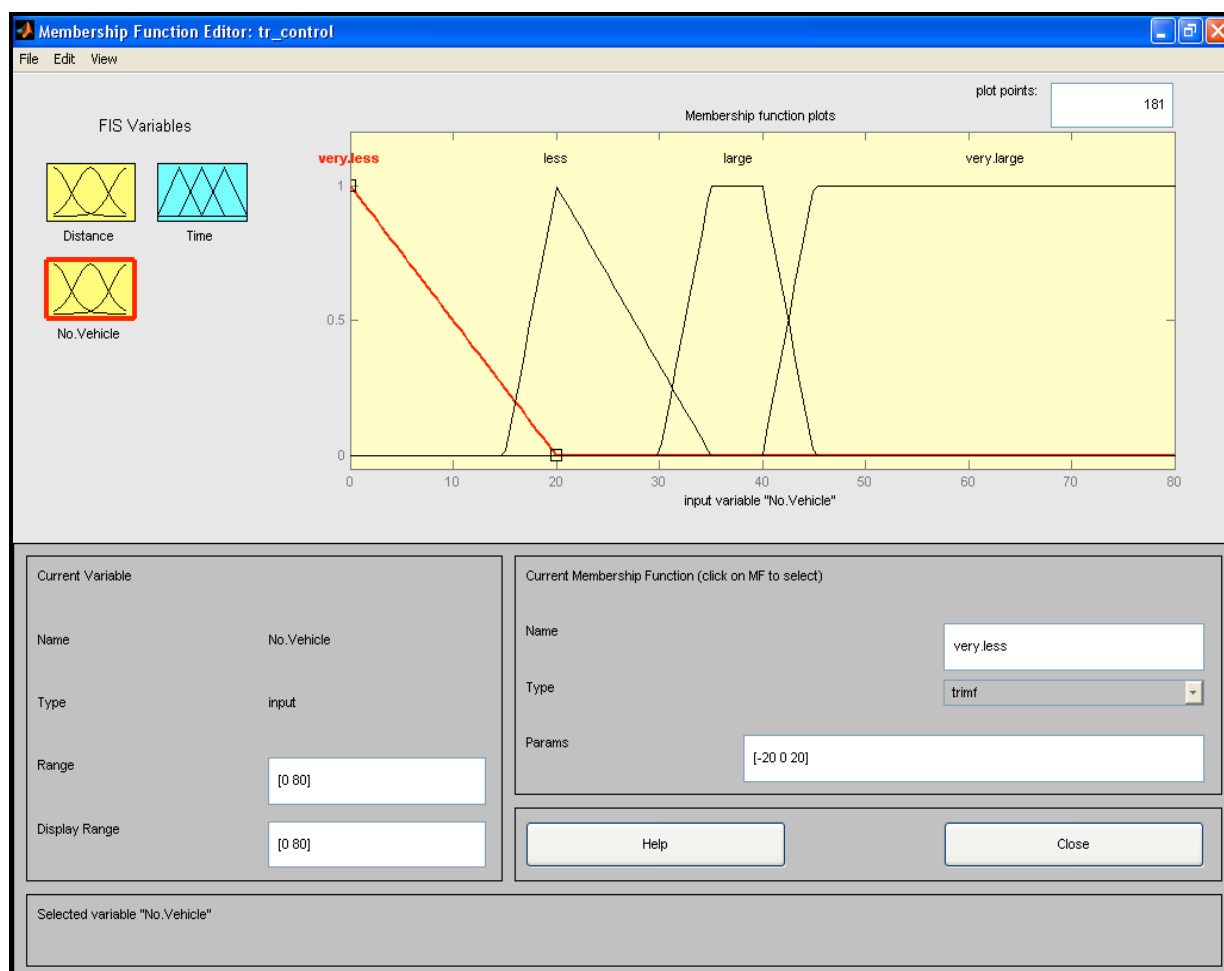 Membership Function Editor: tr_control
File Edit View
plot points:
181
FIS Variables
Membership function plots
very.less less large very.large
Distance Time
No.Vehicle
1
0.5
0
0 10 20 30 40 50 60 70 80
input variable "No.Vehicle"
Current Variable
Name No.Vehicle
Type input
Range [0 80]
Display Range [0 80]
Current Membership Function (click on MF to select)
Name very.less
Type trimf
Params [-20 0 20]
Help Close
Selected variable "No.Vehicle"